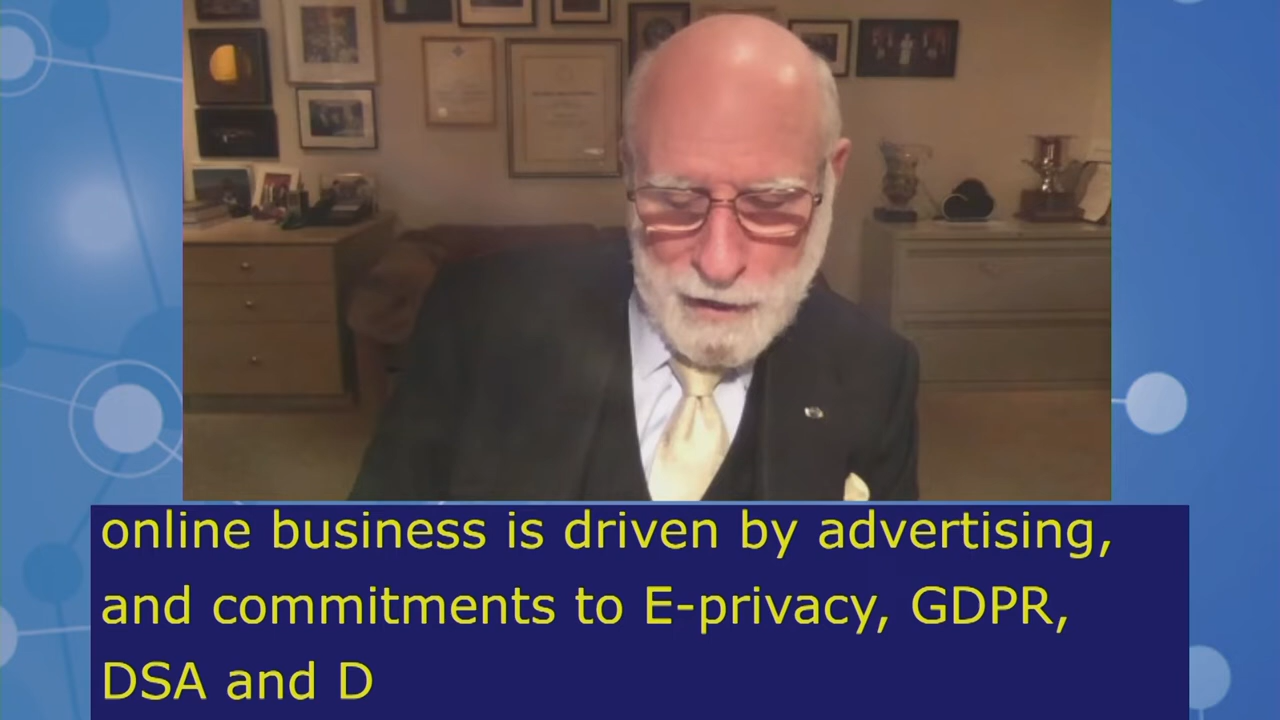 online business is driven by advertising,
and commitments to E-privacy, GDPR,
DSA and D